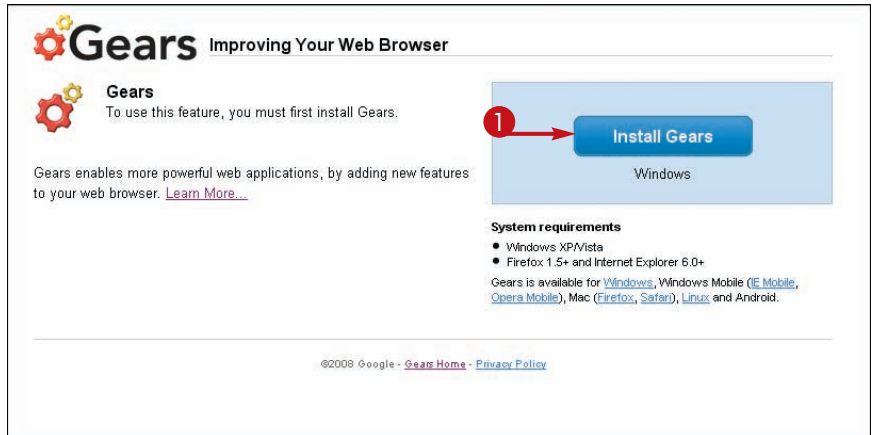 Gears Improving Your Web Browser
Gears
To use this feature, you must first install Gears.
Gears enables more powerful web applications, by adding new features
to your web browser. Learn More...
1
Install Gears
Windows
System requirements
• Windows XP/Vista
• Firefox 1.5+ and Internet Explorer 6.0+
Gears is available for Windows, Windows Mobile (IE Mobile,
Opera Mobile), Mac (Firefox, Safari), Linux and Android.
©2008 Google - Gears Home - Privacy Policy